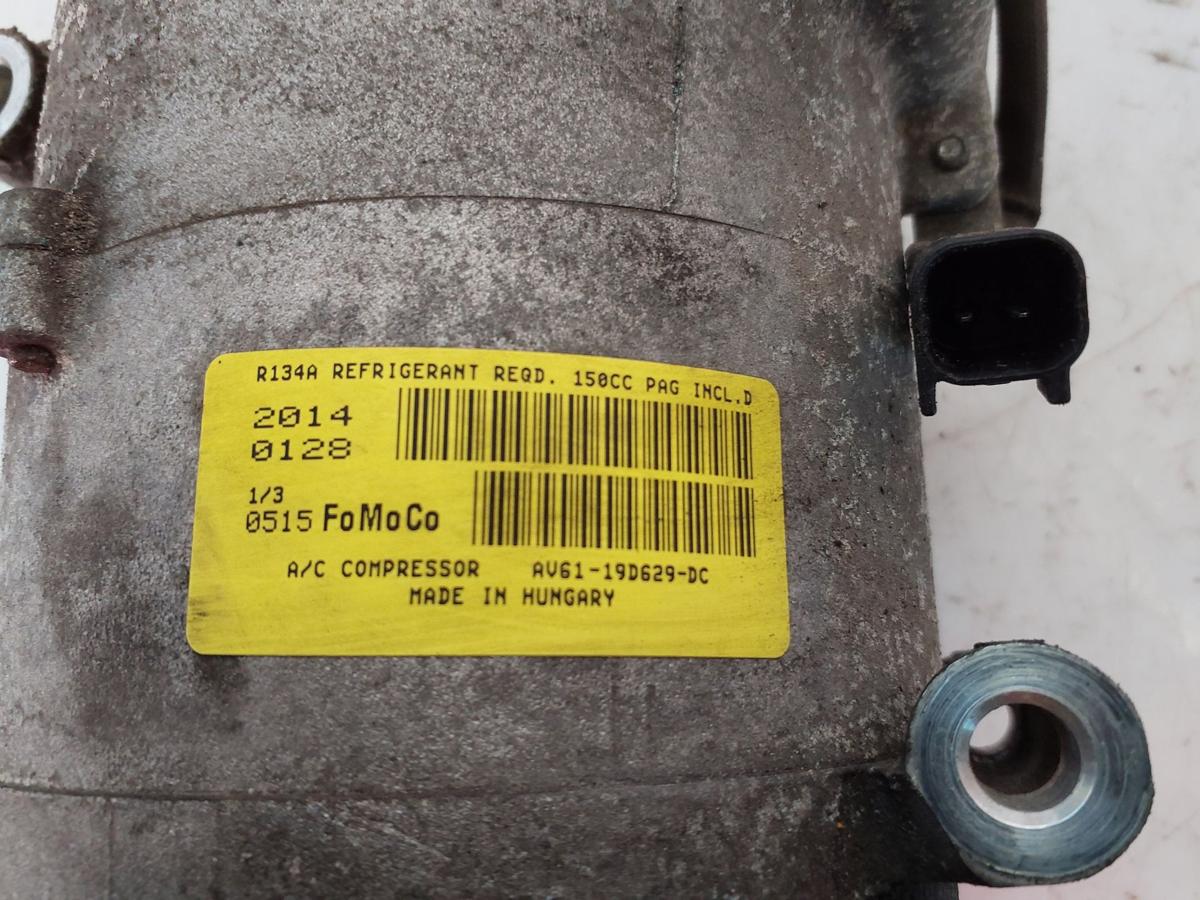 R134A REFRIGERANT REQD. 150CC PAG INCL.D
2014
0128
1/3
0515 FoMoCo
A/C COMPRESSOR AV61-19D629-DC
MADE IN HUNGARY